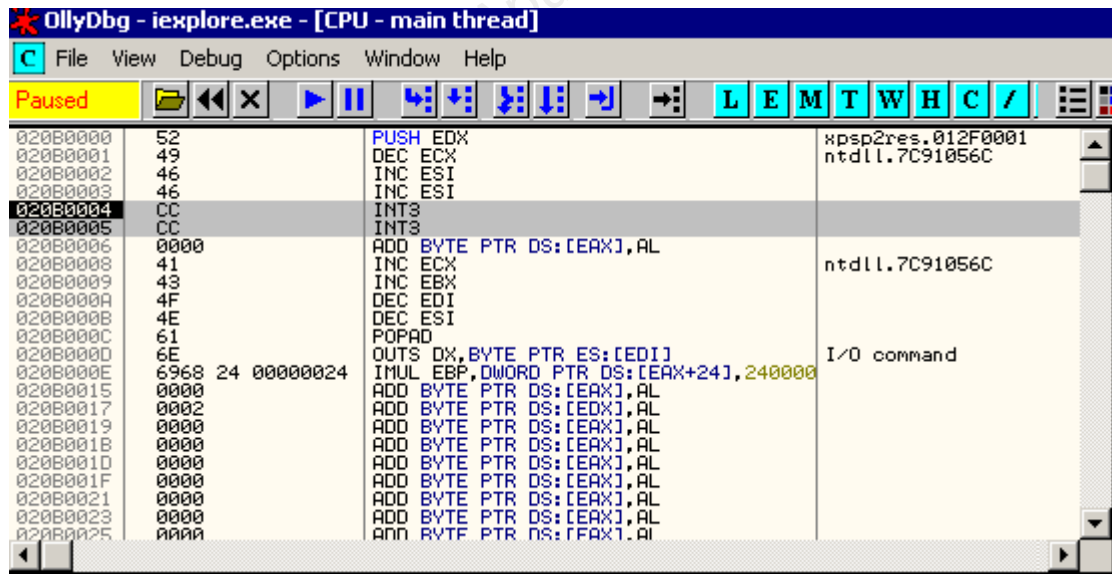 OllyDbg - iexplore.exe - [CPU - main thread]
C File View Debug Options Window Help
Paused L E M T W H C /
020B0000 52 PUSH EDX xpsp2res.012F0001
020B0001 49 DEC ECX ntdll.7C91056C
020B0002 46 INC ESI
020B0003 46 INC ESI
020B0004 CC INT3
020B0005 CC INT3
020B0006 0000 ADD BYTE PTR DS:[EAX],AL
020B0008 41 INC ECX ntdll.7C91056C
020B0009 43 INC EBX
020B000A 4F DEC EDI
020B000B 4E DEC ESI
020B000C 61 POPAD
020B000D 6E OUTS DX,BYTE PTR ES:[EDI] I/O command
020B000E 6968 24 00000024 IMUL EBP,DWORD PTR DS:[EAX+24],240000
020B0015 0000 ADD BYTE PTR DS:[EAX],AL
020B0017 0002 ADD BYTE PTR DS:[EDX],AL
020B0019 0000 ADD BYTE PTR DS:[EAX],AL
020B001B 0000 ADD BYTE PTR DS:[EAX],AL
020B001D 0000 ADD BYTE PTR DS:[EAX],AL
020B001F 0000 ADD BYTE PTR DS:[EAX],AL
020B0021 0000 ADD BYTE PTR DS:[EAX],AL
020B0023 0000 ADD BYTE PTR DS:[EAX],AL
020B0025 0000 ADD BYTE PTR DS:[EAX],AL